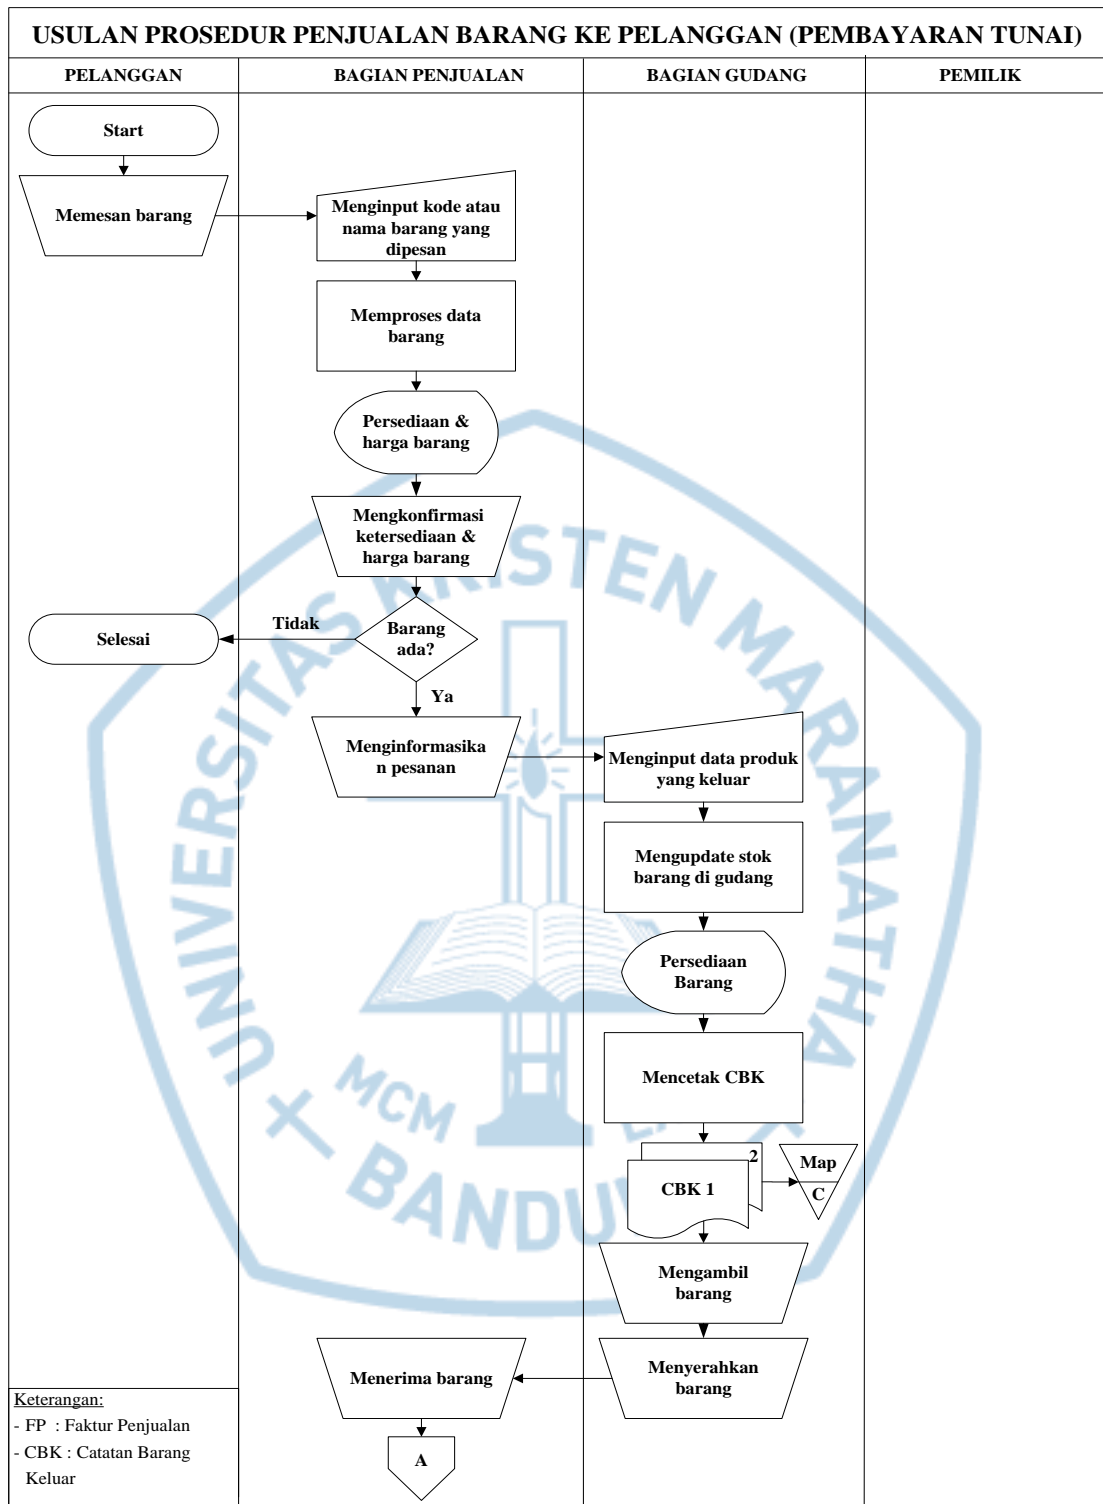 USULAN PROSEDUR PENJUALAN BARANG KE PELANGGAN (PEMBAYARAN TUNAI)
PELANGGAN
BAGIAN PENJUALAN
BAGIAN GUDANG
PEMILIK
Start
Memesan barang
Menginput kode atau
nama barang yang
dipesan
Memproses data
barang
Persediaan &
harga barang
Mengkonfirmasi
ketersediaan &
harga barang
Barang
ada?
Tidak
Selesai
Ya
Menginformasika
n pesanan
Menginput data produk
yang keluar
Mengupdate stok
barang di gudang
Persediaan
Barang
Mencetak CBK
2
CBK 1
Map
C
Mengambil
barang
Menyerahkan
barang
Menerima barang
A
Keterangan:
- FP : Faktur Penjualan
- CBK : Catatan Barang
Keluar
UNIVERSITAS KRISTEN MARANATHA
MCM